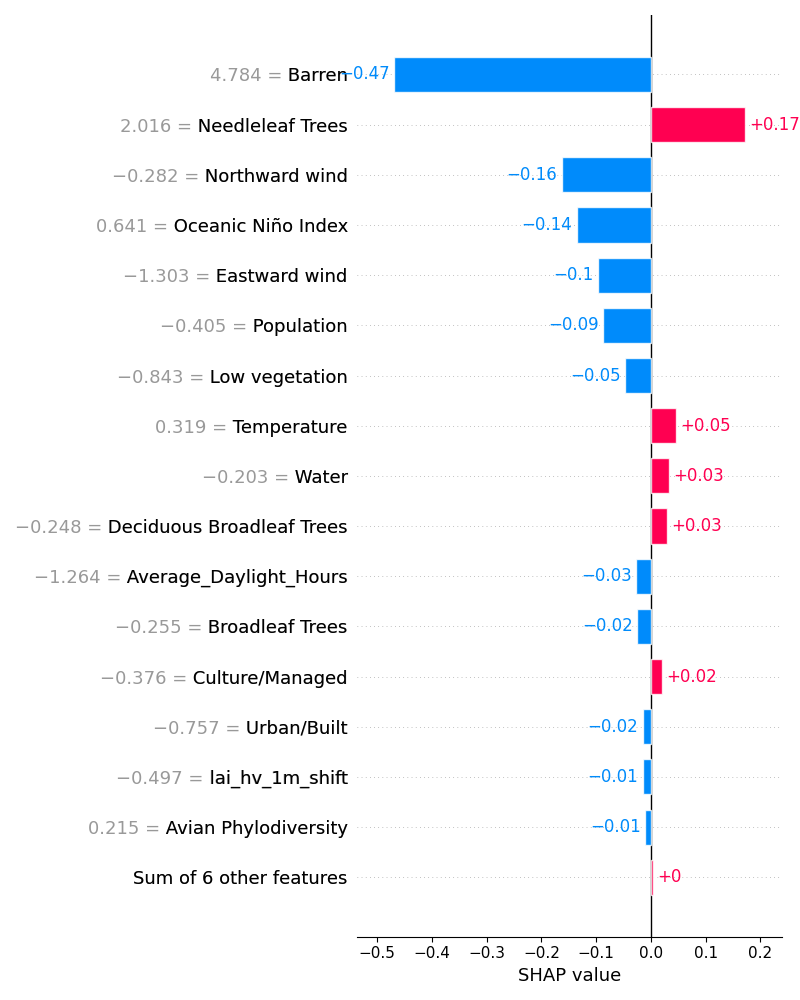 4.784 = Barren −0.47
2.016 = Needleleaf Trees +0.17
−0.282 = Northward wind −0.16
0.641 = Oceanic Niño Index −0.14
−1.303 = Eastward wind −0.1
−0.405 = Population −0.09
−0.843 = Low vegetation −0.05
0.319 = Temperature +0.05
−0.203 = Water +0.03
−0.248 = Deciduous Broadleaf Trees +0.03
−1.264 = Average_Daylight_Hours −0.03
−0.255 = Broadleaf Trees −0.02
−0.376 = Culture/Managed +0.02
−0.757 = Urban/Built −0.02
−0.497 = lai_hv_1m_shift −0.01
0.215 = Avian Phylodiversity −0.01
Sum of 6 other features +0
−0.5 −0.4 −0.3 −0.2 −0.1 0.0 0.1 0.2
SHAP value